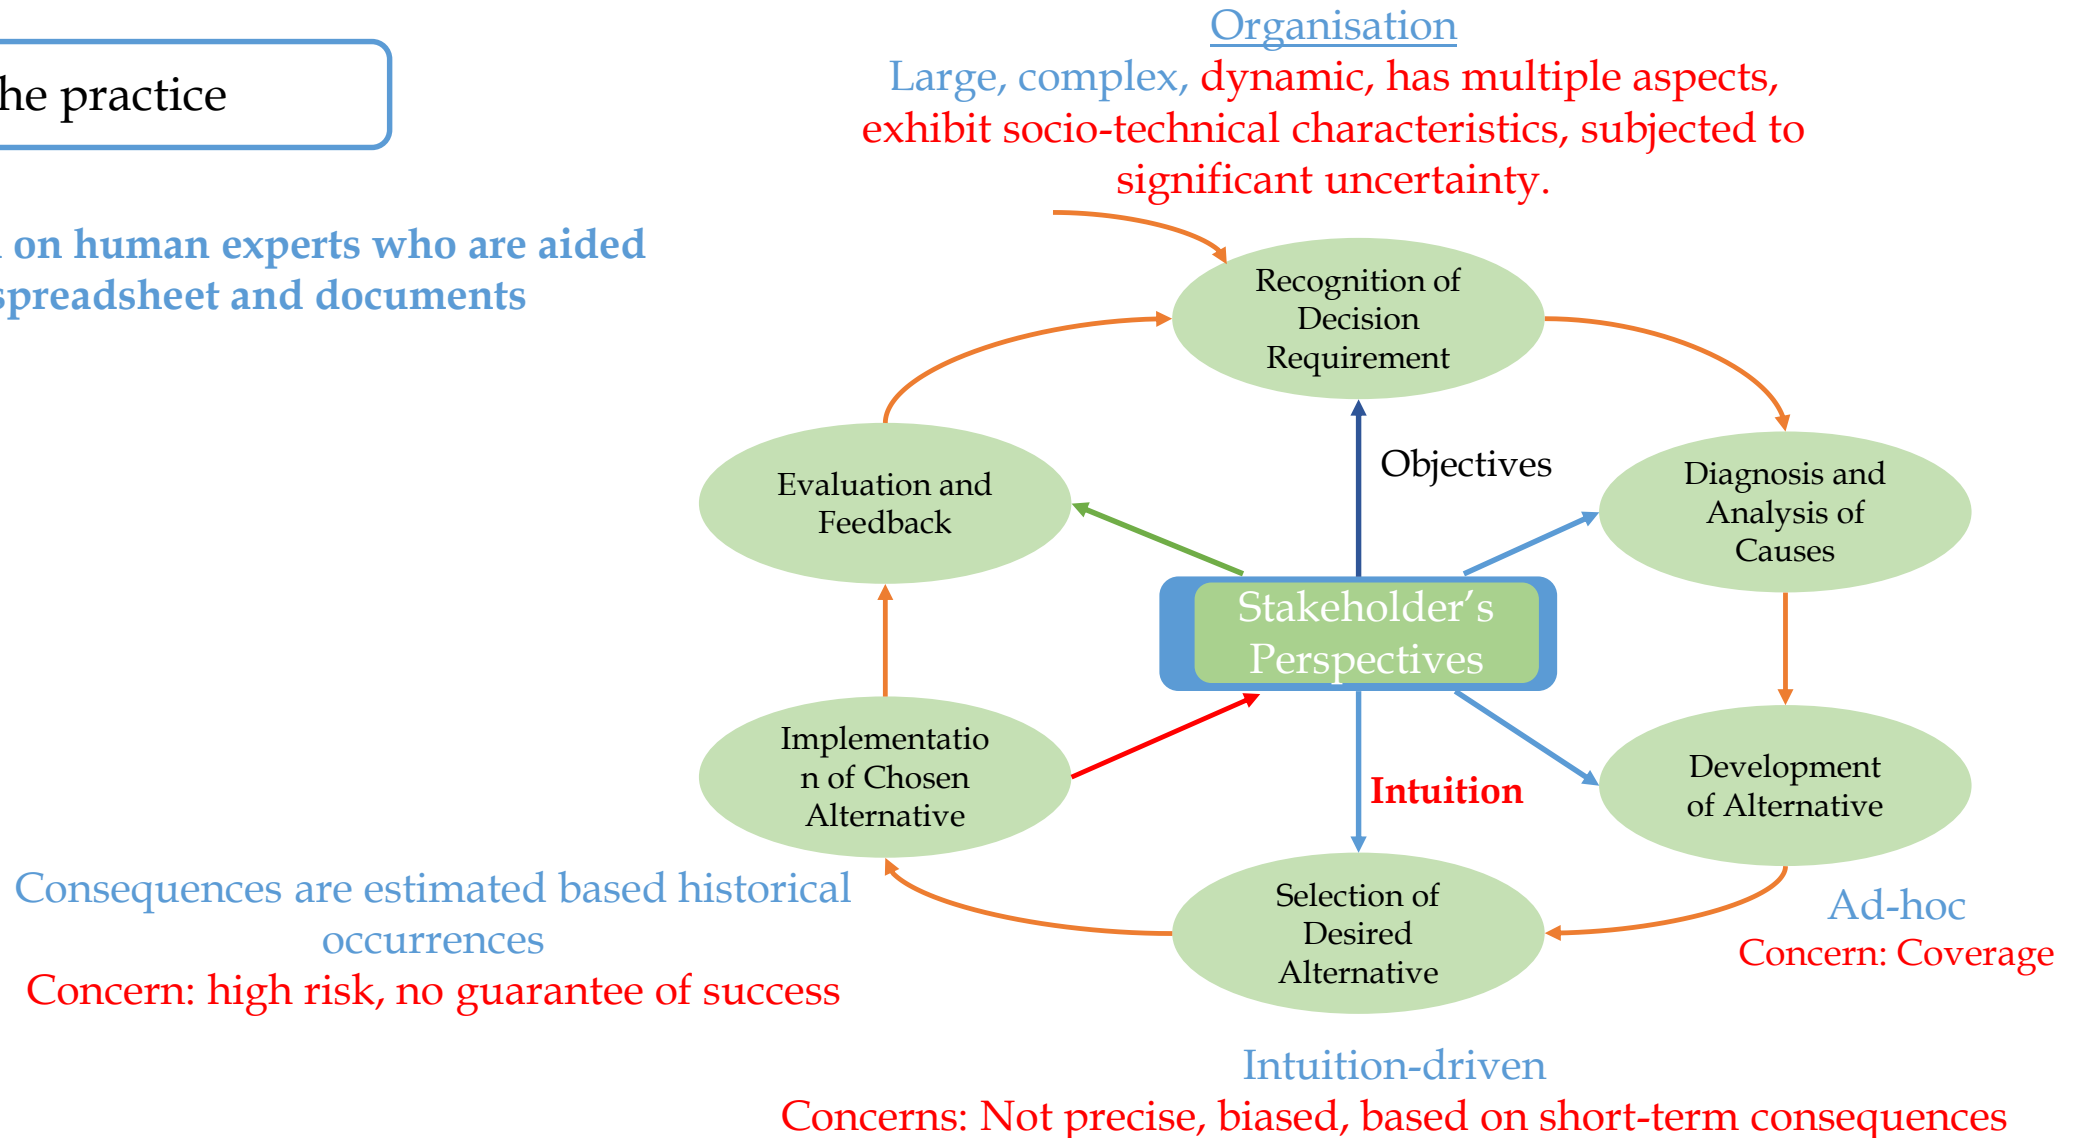 he practice
on human experts who are aided
spreadsheet and documents
Organisation
Large, complex, dynamic, has multiple aspects,
exhibit socio-technical characteristics, subjected to
significant uncertainty.
Recognition of
Decision
Requirement
Objectives
Evaluation and
Feedback
Diagnosis and
Analysis of
Causes
Stakeholder’s
Perspectives
Implementatio
n of Chosen
Alternative
Intuition
Development
of Alternative
Selection of
Desired
Alternative
Consequences are estimated based historical
occurrences
Concern: high risk, no guarantee of success
Ad-hoc
Concern: Coverage
Intuition-driven
Concerns: Not precise, biased, based on short-term consequences